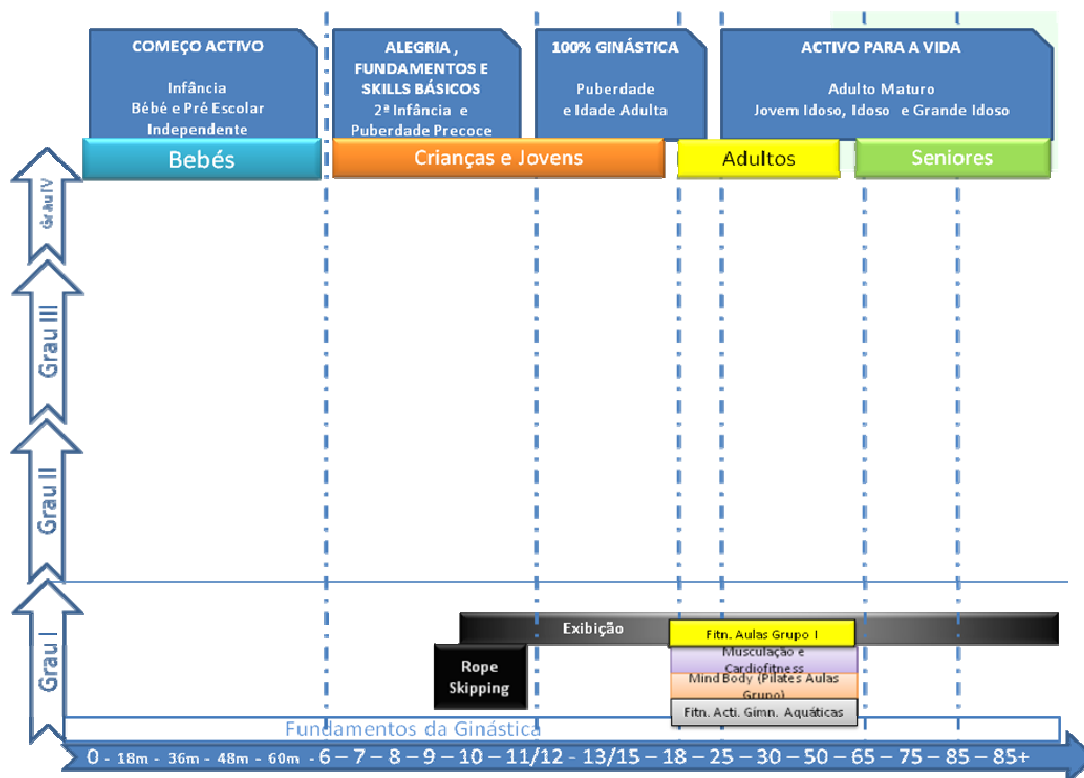 COMEÇO ACTIVO
Infância
Bébé e Pré Escolar
Independente
ALEGRIA ,
FUNDAMENTOS E
SKILLS BÁSICOS
2ª Infância e
Puberdade Precoce
100% GINÁSTICA
Puberdade
e Idade Adulta
ACTIVO PARA A VIDA
Adulto Maturo
Jovem Idoso, Idoso e Grande Idoso
Bebés
Crianças e Jovens
Adultos
Seniores
Grau IV
Grau III
Grau II
Grau I
Exibição
Rope
Skipping
Fitn. Aulas Grupo I
Musculação e
Cardiofitness
Mind Body (Pilates Aulas
Grupo)
Fitn. Acti. Gimn. Aquáticas
Fundamentos da Ginástica
0 - 18m - 36m - 48m - 60m - 6 – 7 – 8 – 9 – 10 – 11/12 - 13/15 – 18 – 25 – 30 – 50 – 65 – 75 – 85 – 85+